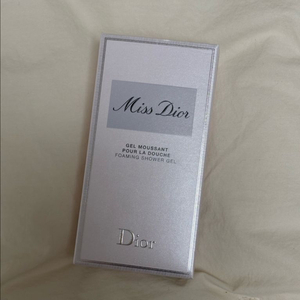 Miss Dior
GEL MOUSSANT
POUR LA DOUCHE
FOAMING SHOWER GEL
Dior